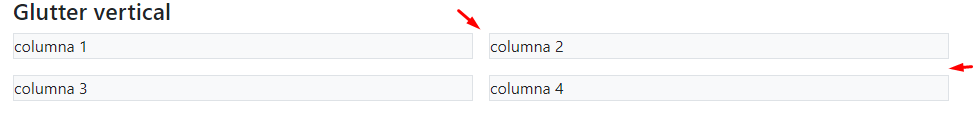 Glutter vertical
columna 1 columna 2
columna 3 columna 4